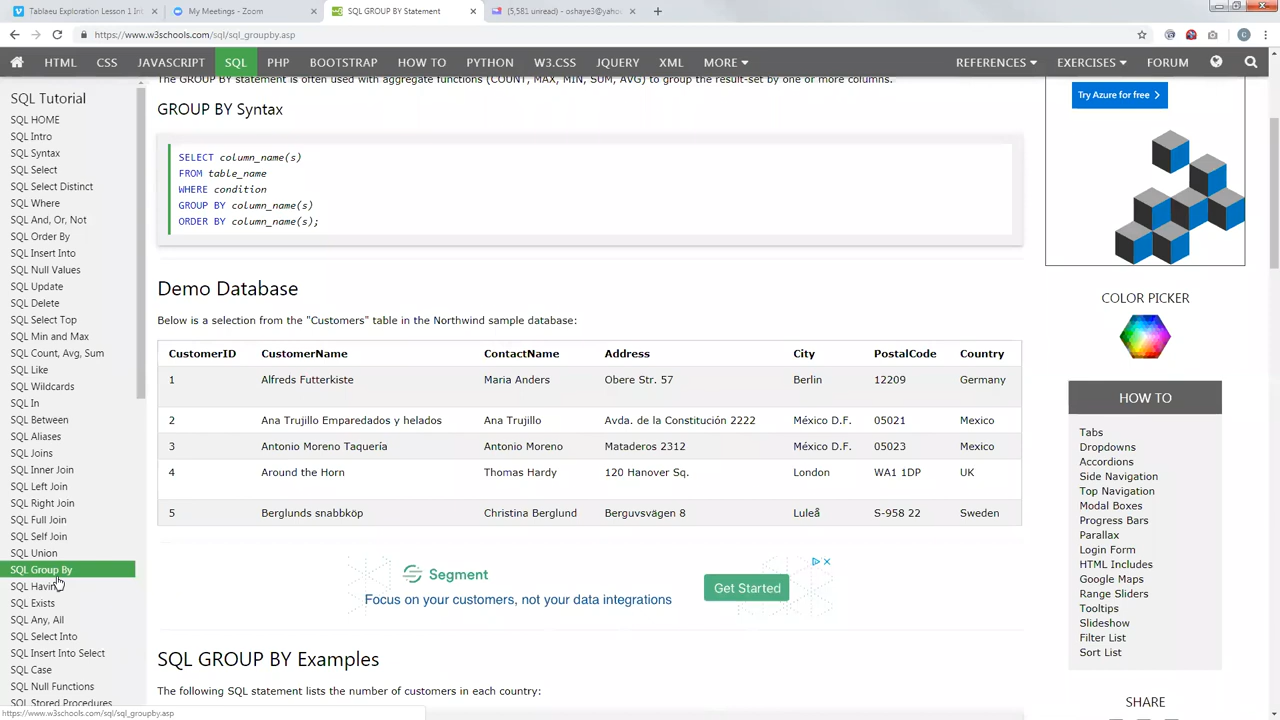 Tablaeu Exploration Lesson 1 Int
My Meetings - Zoom
SQL GROUP BY Statement
(5,581 unread) - oshaye3@yaho
https://www.w3schools.com/sql/sql_groupby.asp
HTML CSS JAVASCRIPT SQL PHP BOOTSTRAP HOW TO PYTHON W3.CSS JQUERY XML MORE REFERENCES EXERCISES FORUM
SQL Tutorial
SQL HOME
SQL Intro
SQL Syntax
SQL Select
SQL Select Distinct
SQL Where
SQL And, Or, Not
SQL Order By
SQL Insert Into
SQL Null Values
SQL Update
SQL Delete
SQL Select Top
SQL Min and Max
SQL Count, Avg, Sum
SQL Like
SQL Wildcards
SQL In
SQL Between
SQL Aliases
SQL Joins
SQL Inner Join
SQL Left Join
SQL Right Join
SQL Full Join
SQL Self Join
SQL Union
SQL Group By
SQL Having
SQL Exists
SQL Any, All
SQL Select Into
SQL Insert Into Select
SQL Case
SQL Null Functions
SQL Stored Procedures
https://www.w3schools.com/sql/sql_groupby.asp
The GROUP BY statement is often used with aggregate functions (COUNT, MAX, MIN, SUM, AVG) to group the result-set by one or more columns.
GROUP BY Syntax
SELECT column_name(s)
FROM table_name
WHERE condition
GROUP BY column_name(s)
ORDER BY column_name(s);
Demo Database
Below is a selection from the "Customers" table in the Northwind sample database:
CustomerID CustomerName ContactName Address City PostalCode Country
1 Alfreds Futterkiste Maria Anders Obere Str. 57 Berlin 12209 Germany
2 Ana Trujillo Emparedados y helados Ana Trujillo Avda. de la Constitución 2222 México D.F. 05021 Mexico
3 Antonio Moreno Taquería Antonio Moreno Mataderos 2312 México D.F. 05023 Mexico
4 Around the Horn Thomas Hardy 120 Hanover Sq. London WA1 1DP UK
5 Berglunds snabbköp Christina Berglund Berguvsvägen 8 Luleå S-958 22 Sweden
Segment
Focus on your customers, not your data integrations
Get Started
SQL GROUP BY Examples
The following SQL statement lists the number of customers in each country:
Try Azure for free
COLOR PICKER
HOW TO
Tabs
Dropdowns
Accordions
Side Navigation
Top Navigation
Modal Boxes
Progress Bars
Parallax
Login Form
HTML Includes
Google Maps
Range Sliders
Tooltips
Slideshow
Filter List
Sort List
SHARE